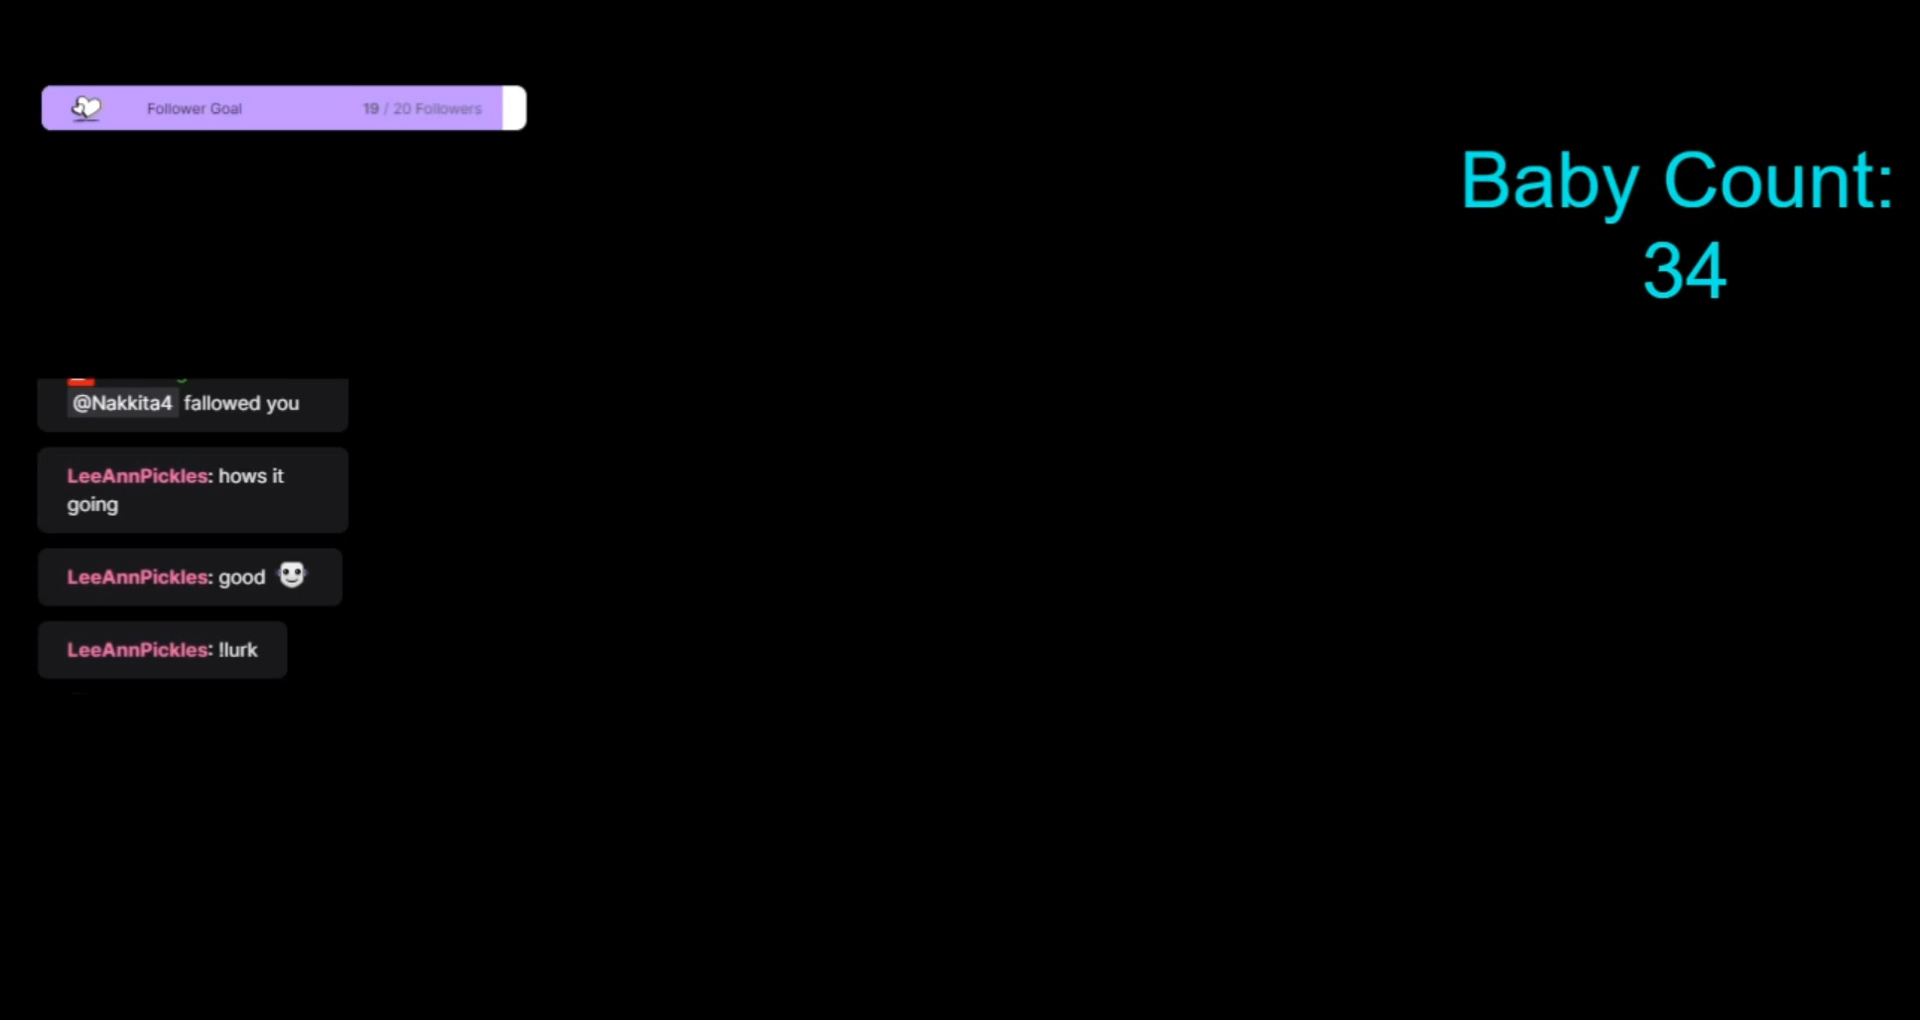 Follower Goal 19 / 20 Followers
Baby Count:
34
@Nakkita4 fallowed you
LeeAnnPickles: hows it
going
LeeAnnPickles: good
LeeAnnPickles: !lurk